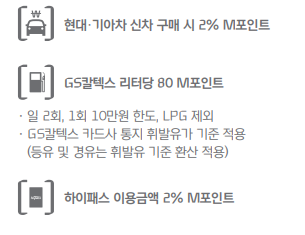 현대·기아차 신차 구매 시 2% M포인트
GS칼텍스 리터당 80 M포인트
· 일 2회, 1회 10만원 한도, LPG 제외
· GS칼텍스 카드사 통지 휘발유가 기준 적용
(등유 및 경유는 휘발유 기준 환산 적용)
하이패스 이용금액 2% M포인트